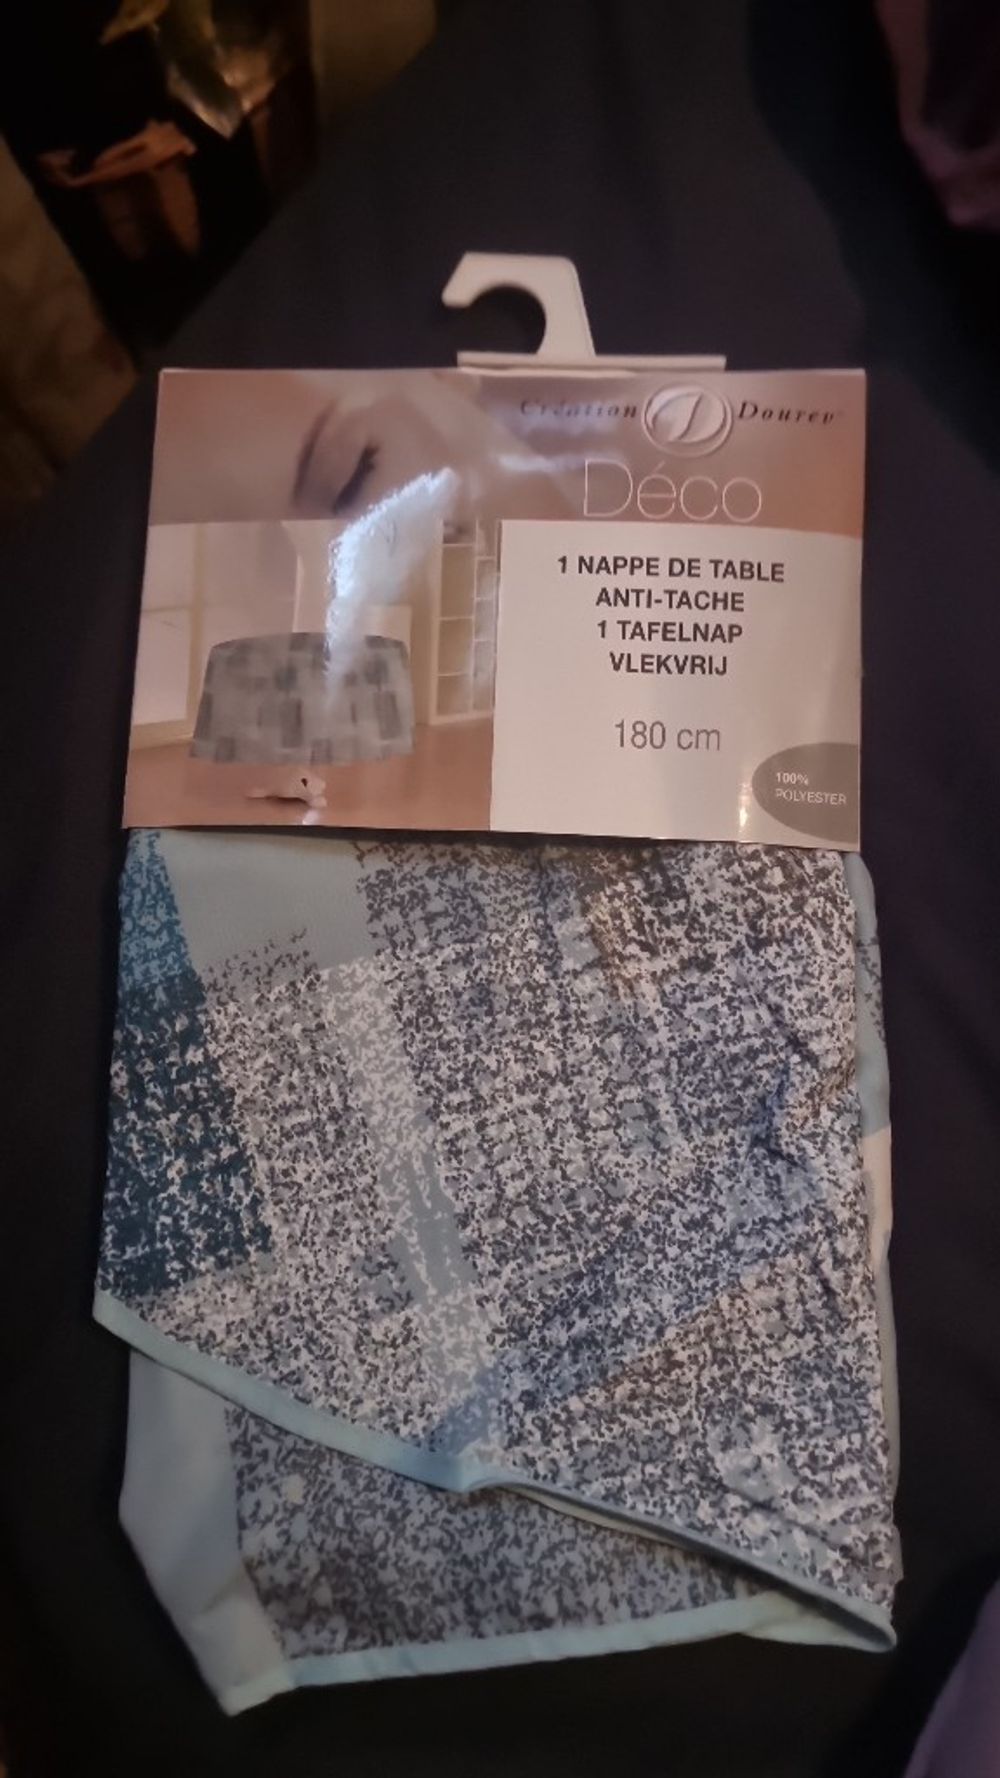 Création D Dourev
Déco
1 NAPPE DE TABLE
ANTI-TACHE
1 TAFELNAP
VLEKVRIJ
180 cm
100%
POLYESTER